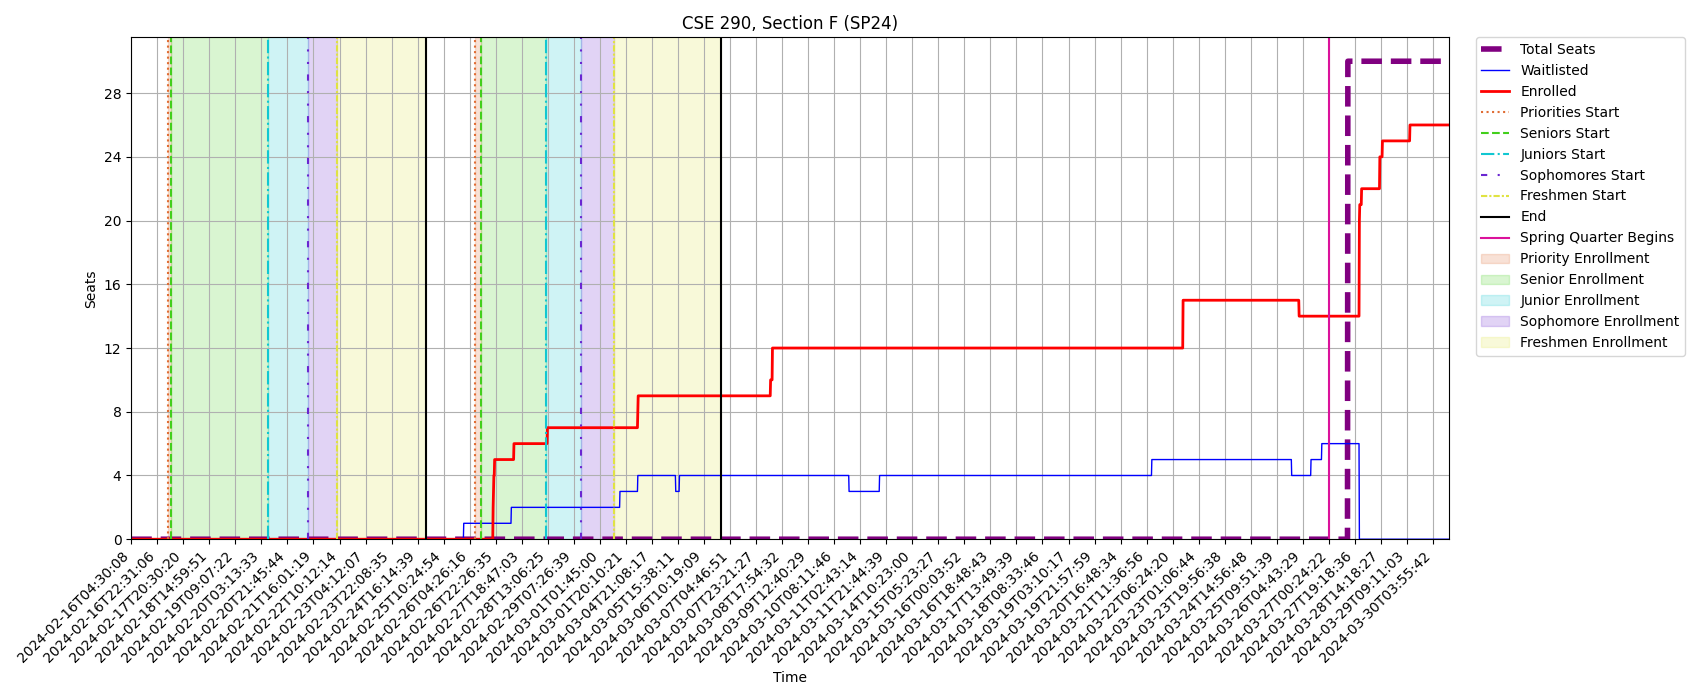 CSE 290, Section F (SP24)
28
24
20
16
12
8
4
0
Seats
2024-02-16T04:30:08
2024-02-16T22:31:06
2024-02-17T20:30:20
2024-02-18T14:59:51
2024-02-19T09:07:22
2024-02-20T03:13:33
2024-02-20T21:45:44
2024-02-21T16:01:19
2024-02-22T10:12:14
2024-02-23T04:12:07
2024-02-23T22:08:35
2024-02-24T16:14:39
2024-02-25T10:24:54
2024-02-26T04:26:16
2024-02-26T22:26:35
2024-02-27T18:47:03
2024-02-28T13:06:25
2024-02-29T07:26:39
2024-03-01T01:45:00
2024-03-01T20:10:21
2024-03-04T21:08:17
2024-03-05T15:38:11
2024-03-06T10:19:09
2024-03-07T04:46:51
2024-03-07T23:21:27
2024-03-08T17:54:32
2024-03-09T12:40:29
2024-03-10T08:11:46
2024-03-11T02:43:14
2024-03-11T21:44:39
2024-03-14T10:23:00
2024-03-15T05:23:27
2024-03-16T00:03:52
2024-03-16T18:48:43
2024-03-17T13:49:39
2024-03-18T08:33:46
2024-03-19T03:10:17
2024-03-19T21:57:59
2024-03-20T16:48:34
2024-03-21T11:36:56
2024-03-22T06:24:20
2024-03-23T01:06:44
2024-03-23T19:56:38
2024-03-24T14:56:48
2024-03-25T09:51:39
2024-03-26T04:43:29
2024-03-27T00:24:22
2024-03-27T19:18:36
2024-03-28T14:18:27
2024-03-29T09:11:03
2024-03-30T03:55:42
Time
Total Seats
Waitlisted
Enrolled
Priorities Start
Seniors Start
Juniors Start
Sophomores Start
Freshmen Start
End
Spring Quarter Begins
Priority Enrollment
Senior Enrollment
Junior Enrollment
Sophomore Enrollment
Freshmen Enrollment